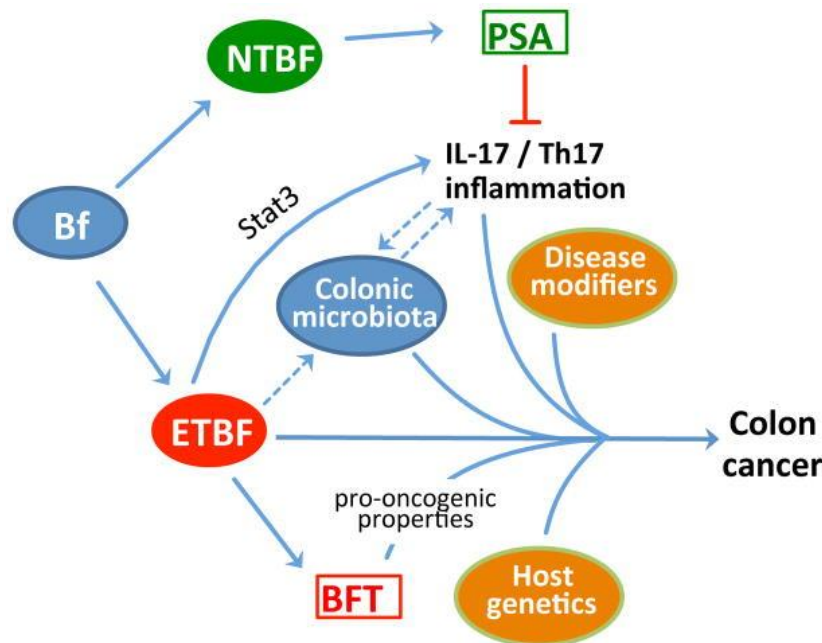 NTBF
PSA
IL-17 / Th17
inflammation
Stat3
Bf
Disease
modifiers
Colonic
microbiota
ETBF
Colon
cancer
pro-oncogenic
properties
BFT
Host
genetics